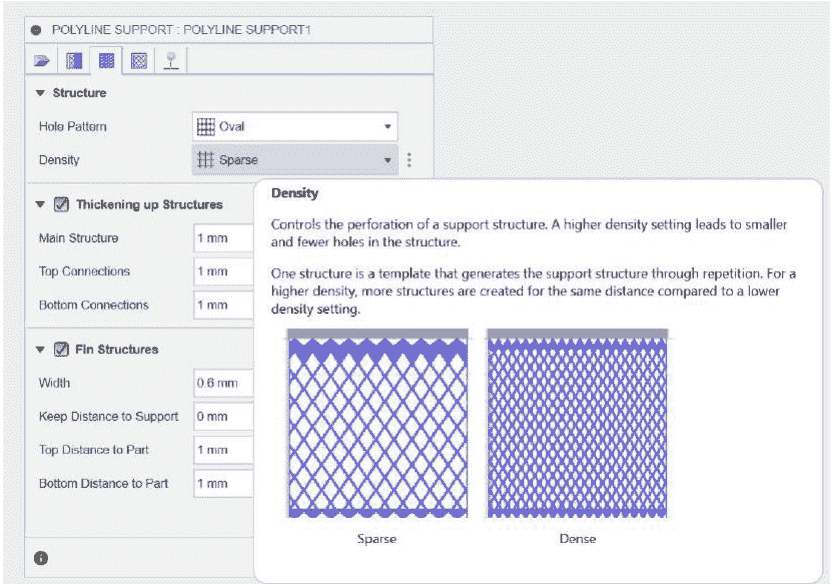 POLYLINE SUPPORT : POLYLINE SUPPORT1
Structure
Hole Pattern Oval
Density Sparse
Thickening up Structures
Main Structure 1 mm
Top Connections 1 mm
Bottom Connections 1 mm
Fin Structures
Width 0.6 mm
Keep Distance to Support 0 mm
Top Distance to Part 1 mm
Bottom Distance to Part 1 mm
Density
Controls the perforation of a support structure. A higher density setting leads to smaller
and fewer holes in the structure.
One structure is a template that generates the support structure through repetition. For a
higher density, more structures are created for the same distance compared to a lower
density setting.
Sparse Dense